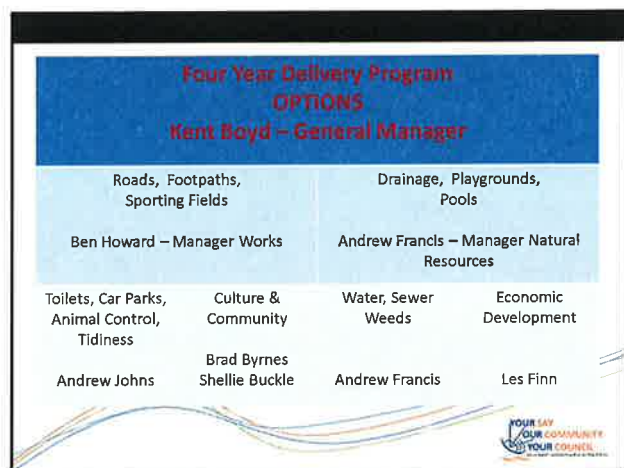 Four Year Delivery Program
OPTIONS
Kent Boyd – General Manager
Roads, Footpaths,
Sporting Fields
Ben Howard – Manager Works
Drainage, Playgrounds,
Pools
Andrew Francis – Manager Natural
Resources
Toilets, Car Parks,
Animal Control,
Tidiness
Andrew Johns
Culture &
Community
Brad Byrnes
Shellie Buckle
Water, Sewer
Weeds
Andrew Francis
Economic
Development
Les Finn
YOUR SAY
OUR COMMUNITY
YOUR COUNCIL